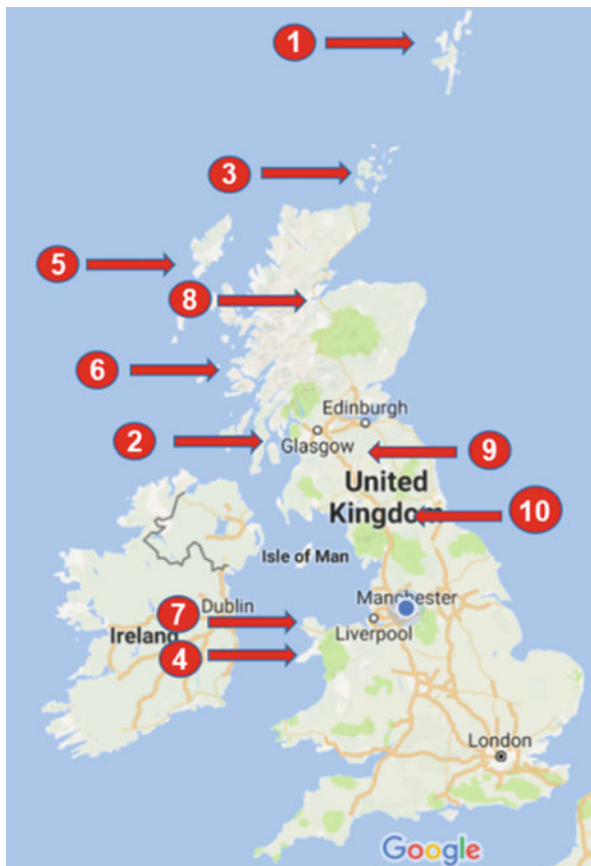 1
3
5
8
6
Edinburgh
2
Glasgow
9
United
Kingdom
10
Isle of Man
7
Dublin
Manchester
Ireland
Liverpool
4
London
Google